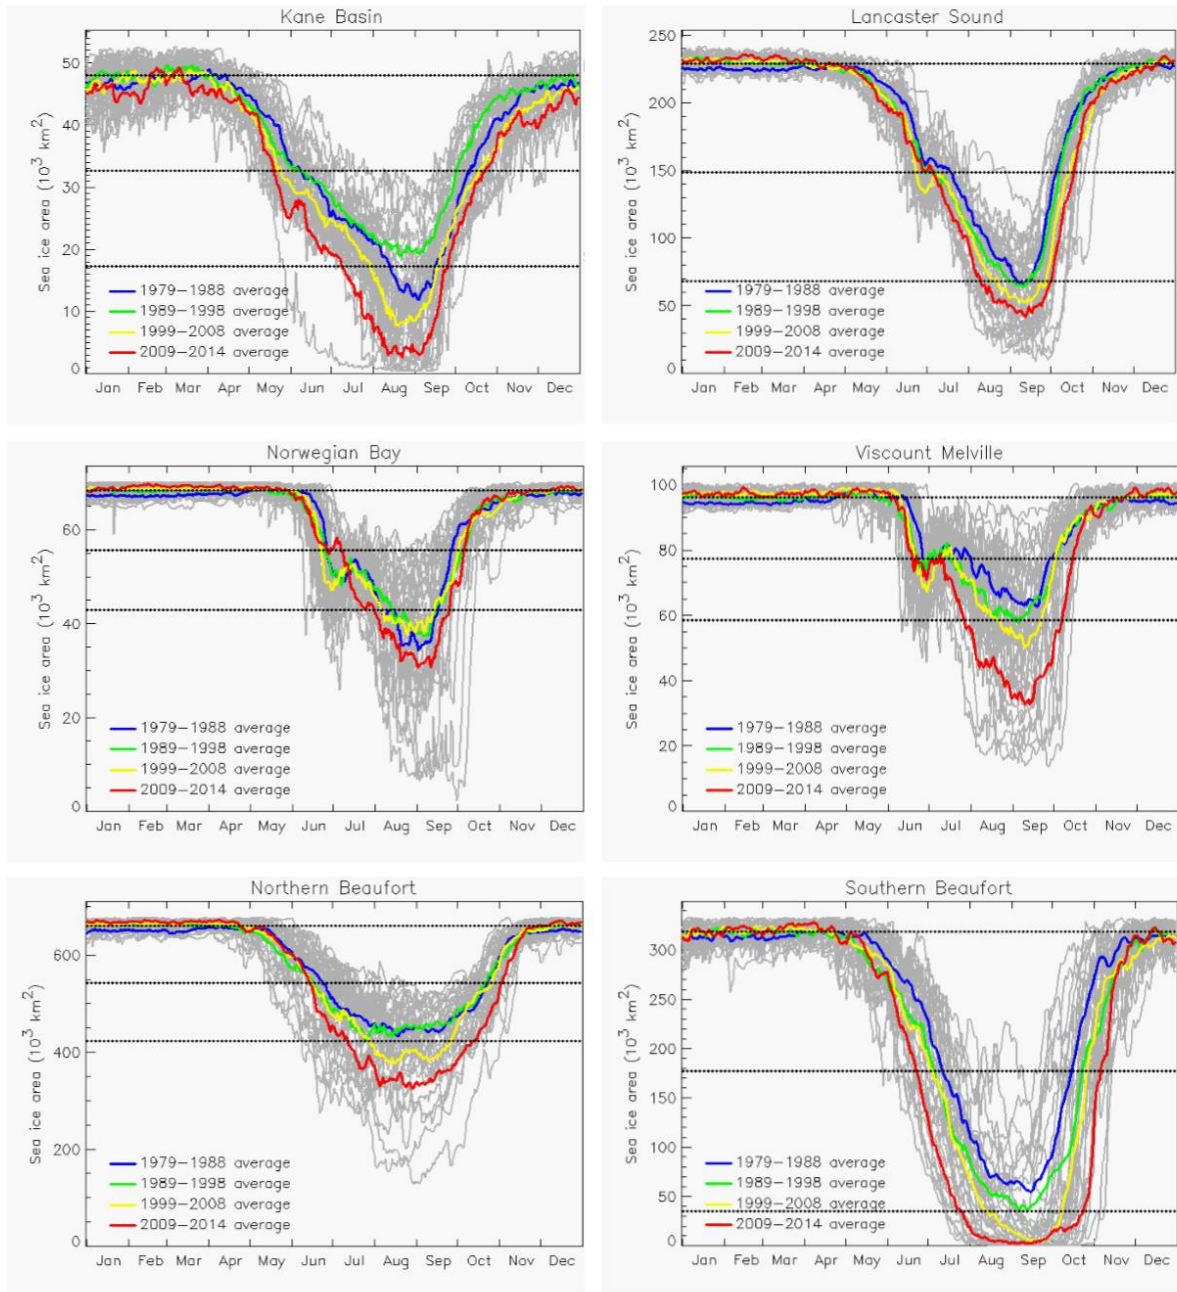 Kane Basin
Sea ice area (10³ km²)
50
40
30
20
10
0
1979–1988 average
1989–1998 average
1999–2008 average
2009–2014 average
Jan Feb Mar Apr May Jun Jul Aug Sep Oct Nov Dec
Lancaster Sound
Sea ice area (10³ km²)
250
200
150
100
50
0
1979–1988 average
1989–1998 average
1999–2008 average
2009–2014 average
Jan Feb Mar Apr May Jun Jul Aug Sep Oct Nov Dec
Norwegian Bay
Sea ice area (10³ km²)
60
40
20
0
1979–1988 average
1989–1998 average
1999–2008 average
2009–2014 average
Jan Feb Mar Apr May Jun Jul Aug Sep Oct Nov Dec
Viscount Melville
Sea ice area (10³ km²)
100
80
60
40
20
0
1979–1988 average
1989–1998 average
1999–2008 average
2009–2014 average
Jan Feb Mar Apr May Jun Jul Aug Sep Oct Nov Dec
Northern Beaufort
Sea ice area (10³ km²)
600
400
200
0
1979–1988 average
1989–1998 average
1999–2008 average
2009–2014 average
Jan Feb Mar Apr May Jun Jul Aug Sep Oct Nov Dec
Southern Beaufort
Sea ice area (10³ km²)
300
250
200
150
100
50
0
1979–1988 average
1989–1998 average
1999–2008 average
2009–2014 average
Jan Feb Mar Apr May Jun Jul Aug Sep Oct Nov Dec